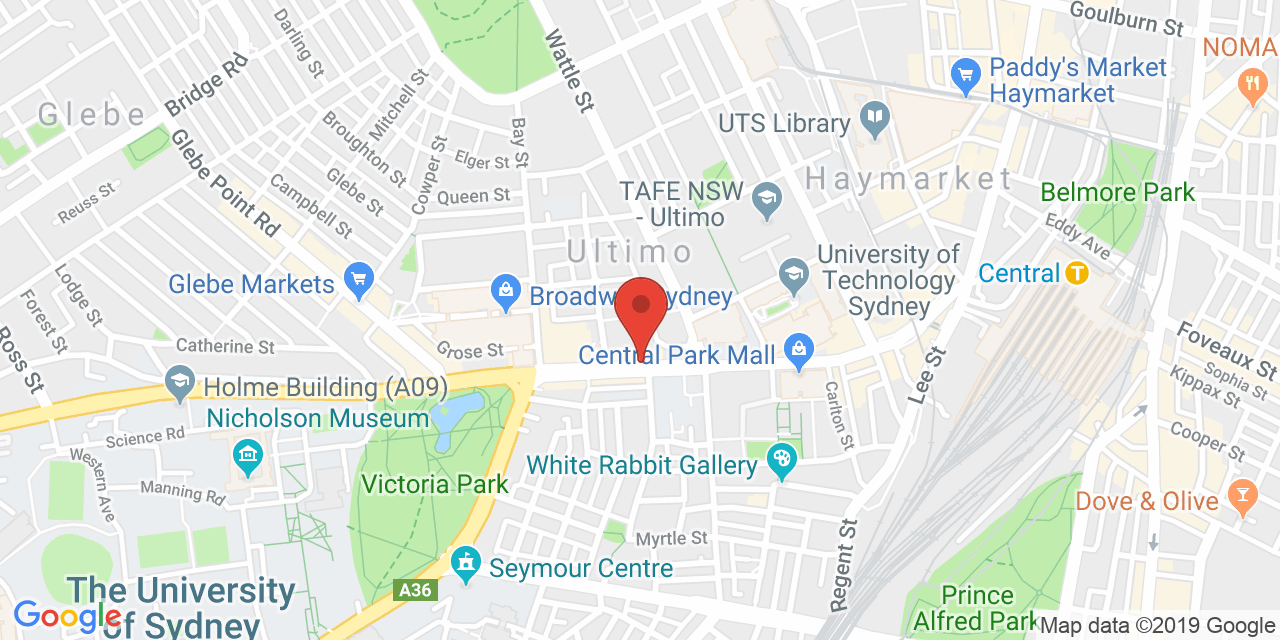 Goulburn St
NOMA
Darling St
Wattle St
Bridge Rd
Paddy's Market
Haymarket
Glebe
Mitchell St
UTS Library
Broughton St
Bay St
Elger St
Glebe Point Rd
Cowper St
Haymarket
Reuss St
Campbell St
Glebe St
Queen St
TAFE NSW
- Ultimo
Belmore Park
Eddy Ave
Ultimo
University of
Technology
Sydney
Central
T
Lodge St
Forest St
Glebe Markets
Sydney
Ross St
Catherine St
Grose St
Central Park Mall
Lee St
Foveaux St
Sophia St
Kippax St
Holme Building (A09)
Nicholson Museum
Carlton St
Science Rd
Cooper St
Western Ave
Manning Rd
Victoria Park
White Rabbit Gallery
Dove & Olive
Myrtle St
Regent St
Seymour Centre
A36
The University
of Sydney
Prince
Alfred Park
Google
Map data ©2019 Google